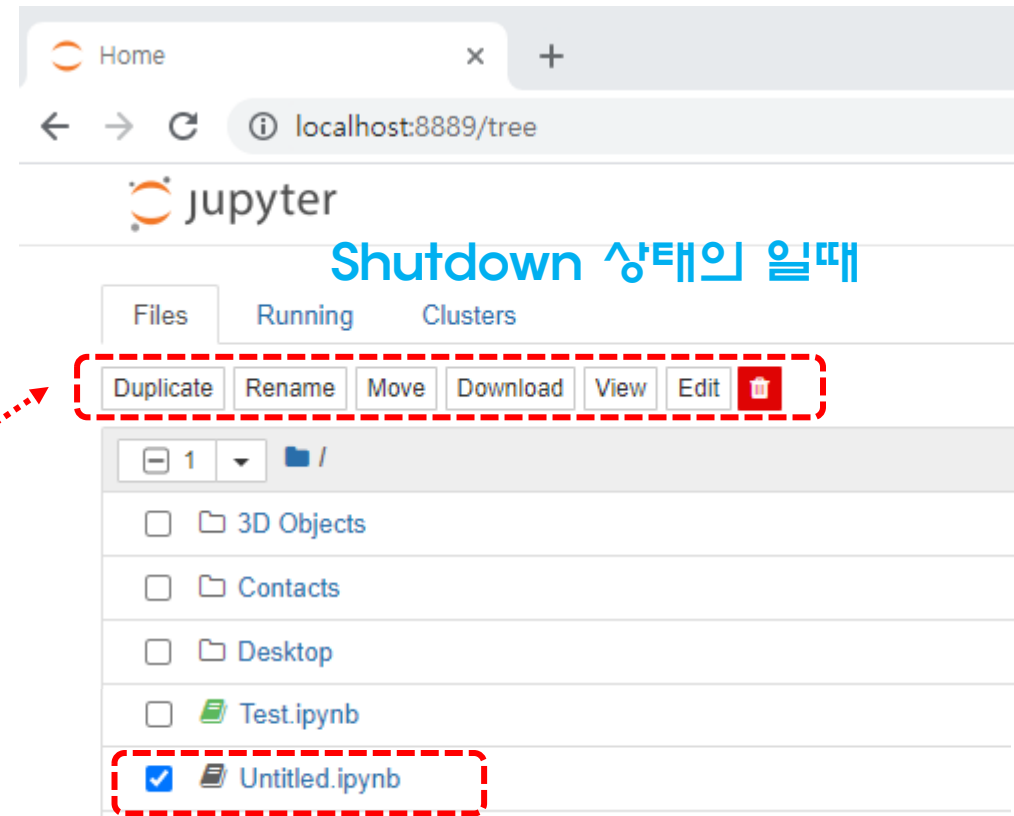 Home
localhost:8889/tree
jupyter
Shutdown 상태의 일때
Files Running Clusters
Duplicate Rename Move Download View Edit
1 /
3D Objects
Contacts
Desktop
Test.ipynb
Untitled.ipynb